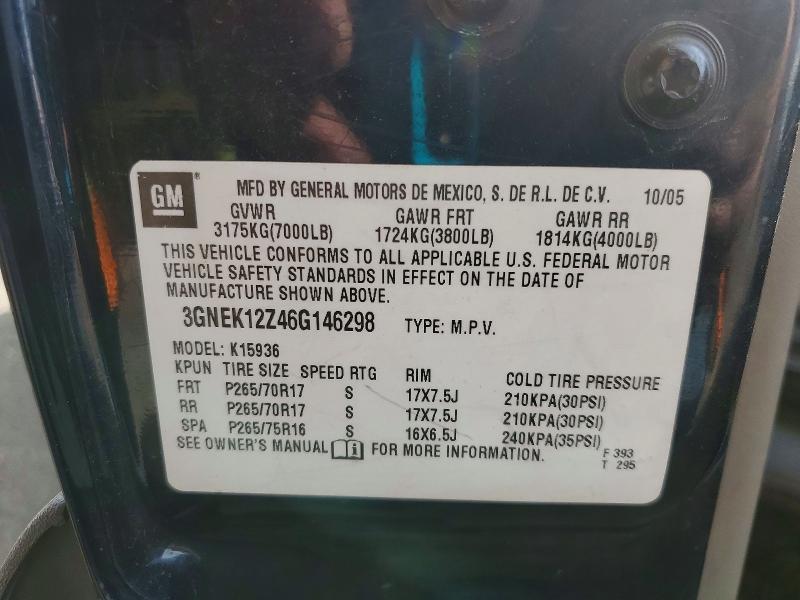 GM® MFD BY GENERAL MOTORS DE MEXICO, S. DE R.L. DE C.V. 10/05
GVWR GAWR FRT GAWR RR
3175KG(7000LB) 1724KG(3800LB) 1814KG(4000LB)
THIS VEHICLE CONFORMS TO ALL APPLICABLE U.S. FEDERAL MOTOR
VEHICLE SAFETY STANDARDS IN EFFECT ON THE DATE OF
MANUFACTURE SHOWN ABOVE.
3GNEK12Z46G146298 TYPE: M.P.V.
MODEL: K15936
KPUN TIRE SIZE SPEED RTG RIM COLD TIRE PRESSURE
FRT P265/70R17 S 17X7.5J 210KPA(30PSI)
RR P265/70R17 S 17X7.5J 210KPA(30PSI)
SPA P265/75R16 S 16X6.5J 240KPA(35PSI)
SEE OWNER'S MANUAL FOR MORE INFORMATION. F 393
T 295